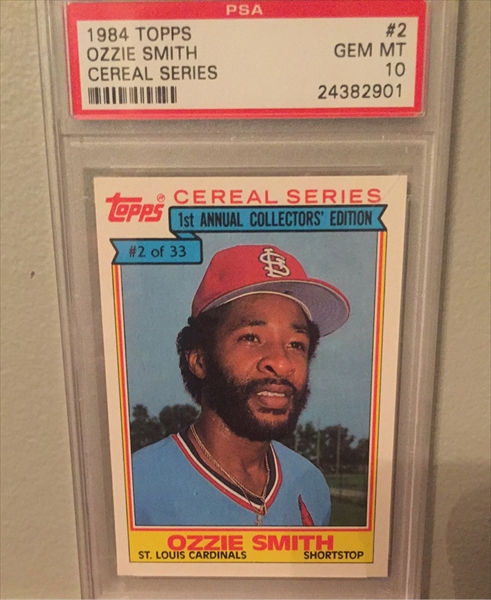 PSA
1984 TOPPS #2
OZZIE SMITH GEM MT
CEREAL SERIES 10
24382901
Topps® CEREAL SERIES
1st ANNUAL COLLECTORS' EDITION
#2 of 33
StL
OZZIE SMITH
ST. LOUIS CARDINALS SHORTSTOP